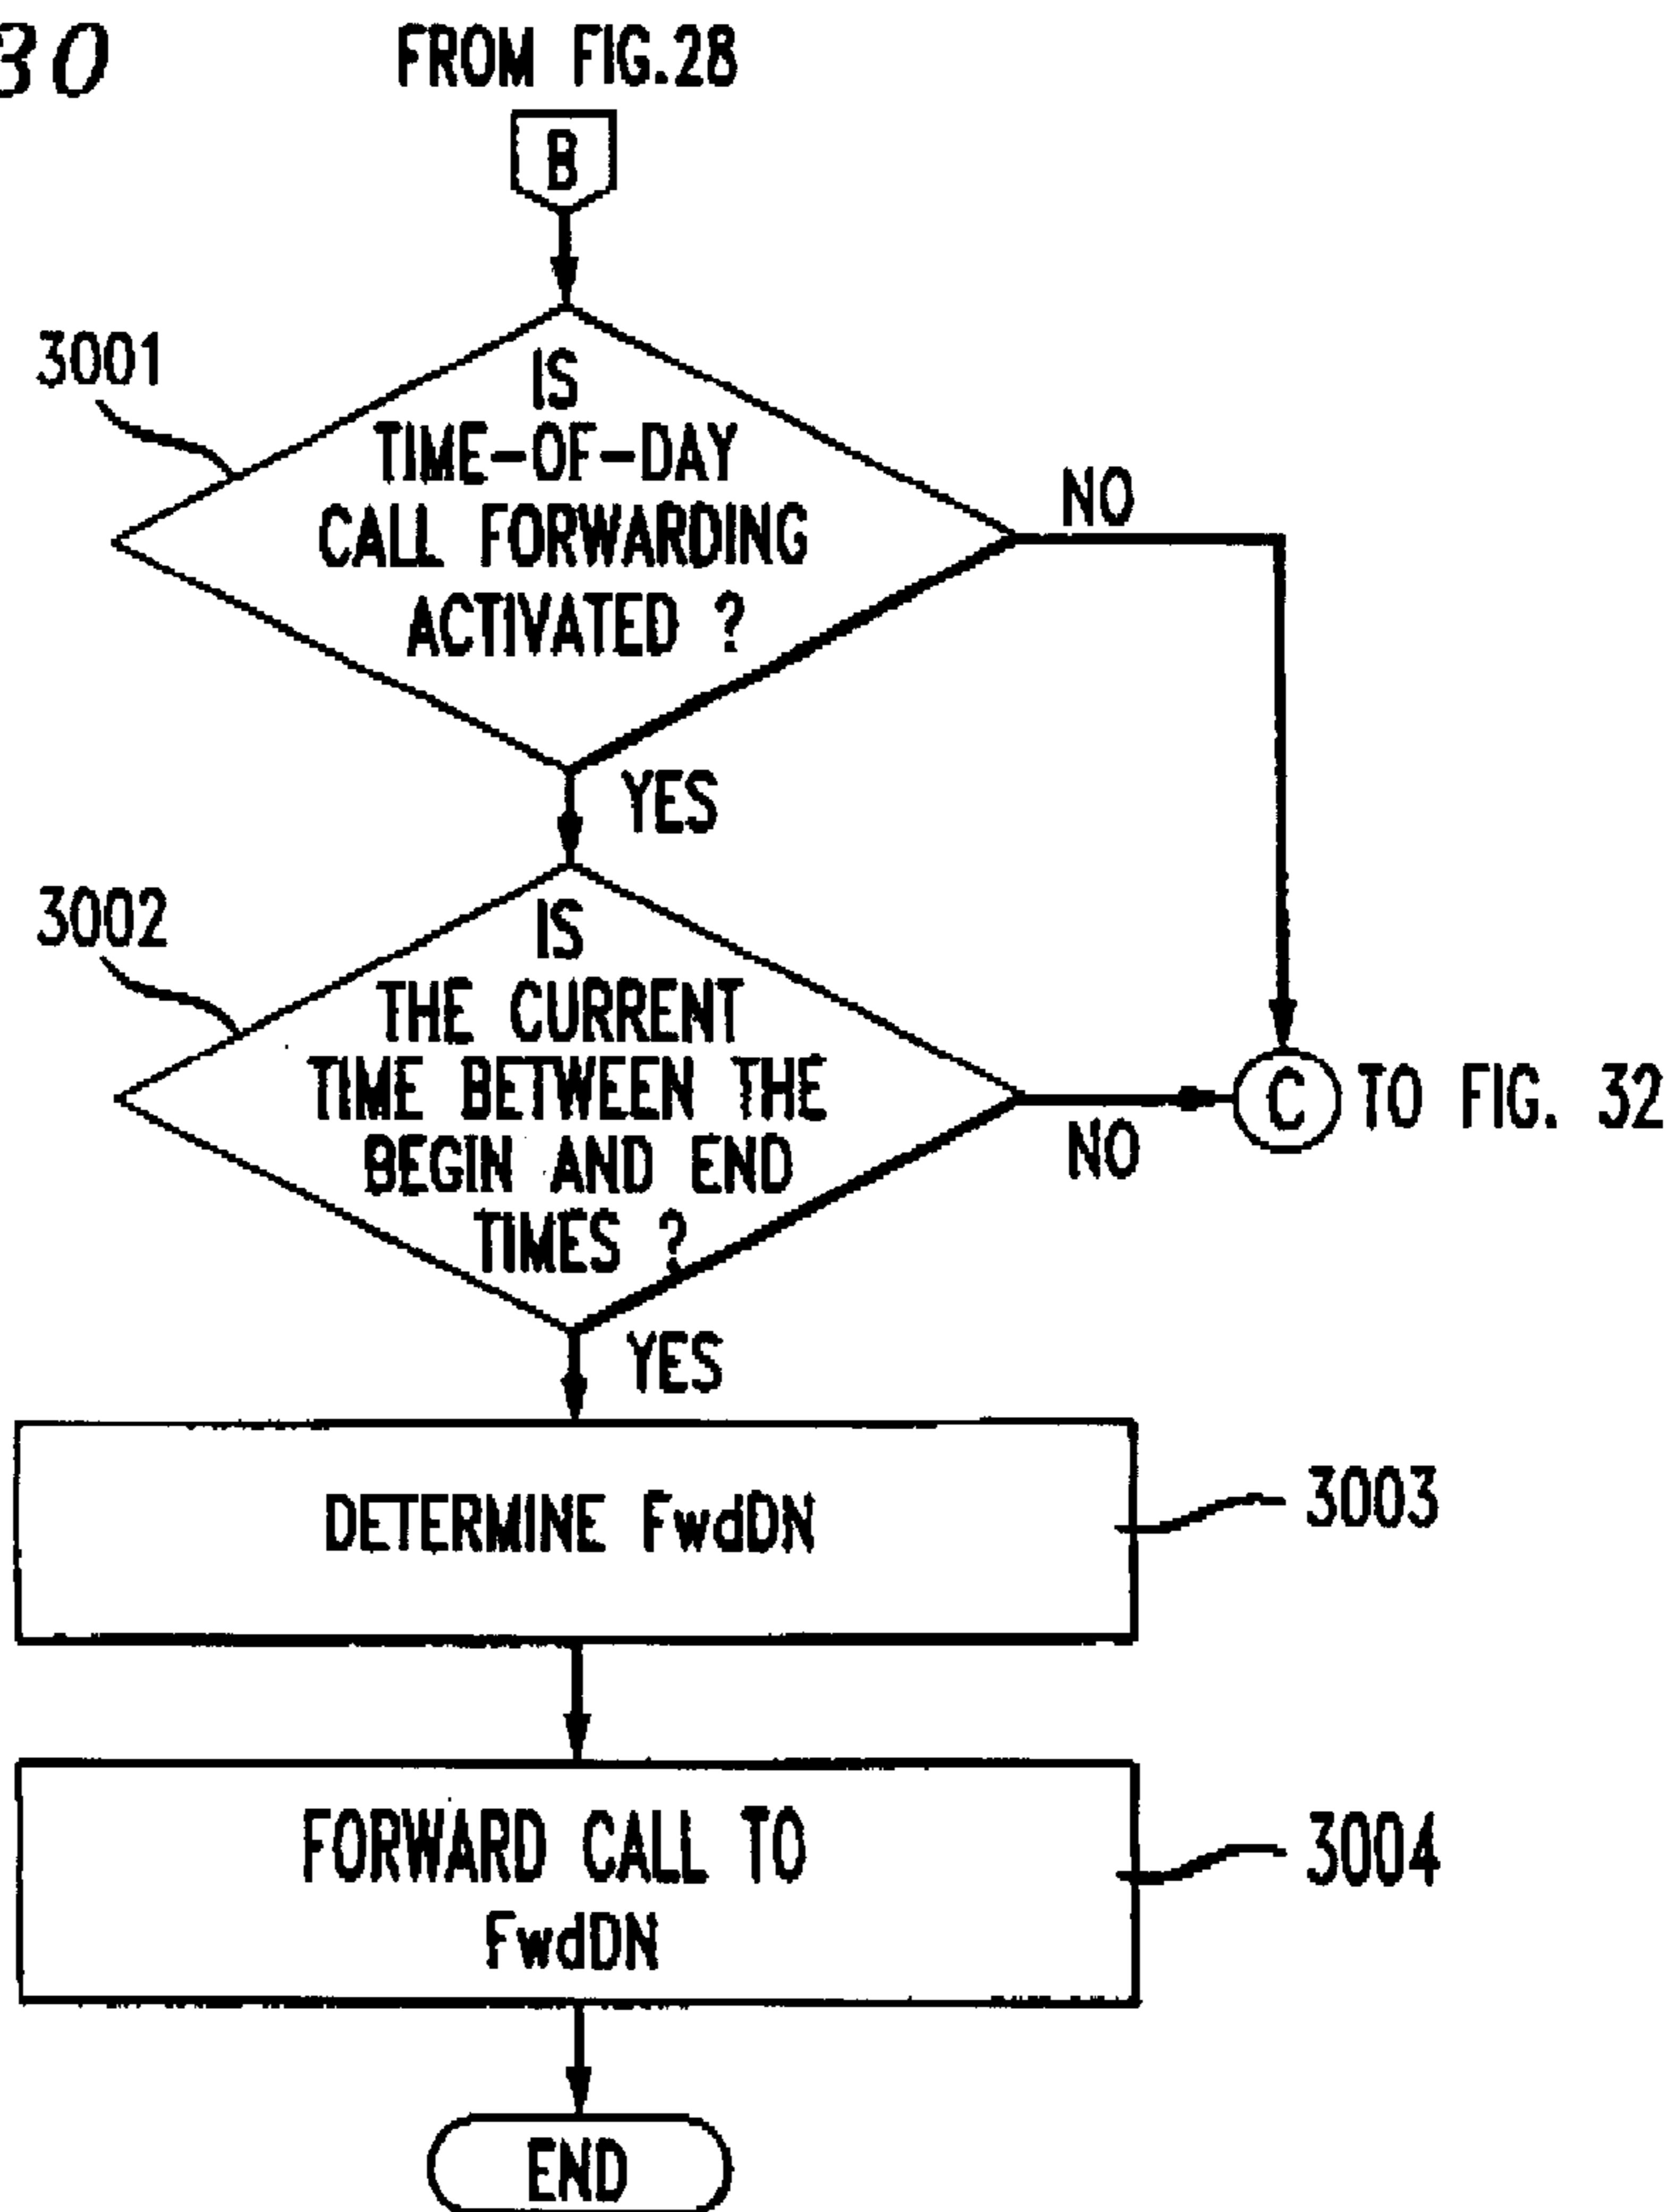 30
FROM FIG.28
B
3001
IS
TIME-OF-DAY
CALL FORWARDING
ACTIVATED ?
NO
YES
3002
IS
THE CURRENT
TIME BETWEEN THE
BEGIN AND END
TIMES ?
NO
C TO FIG. 32
YES
DETERMINE FwdDN
3003
FORWARD CALL TO
FwdDN
3004
END